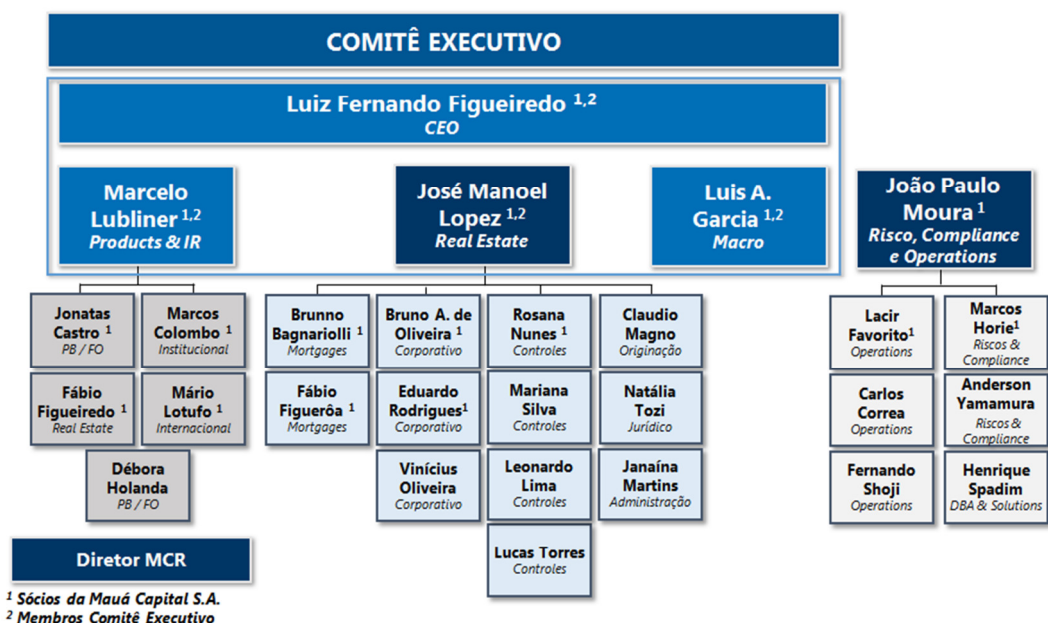 COMITÊ EXECUTIVO
Luiz Fernando Figueiredo 1,2
CEO
Marcelo
Lubliner 1,2
Products & IR
José Manoel
Lopez 1,2
Real Estate
Luis A.
Garcia 1,2
Macro
João Paulo
Moura 1
Risco, Compliance
e Operations
Jonatas
Castro 1
PB / FO
Marcos
Colombo 1
Institucional
Fábio
Figueiredo 1
Real Estate
Mário
Lotufo 1
Internacional
Débora
Holanda
PB / FO
Brunno
Bagnariolli 1
Mortgages
Bruno A. de
Oliveira 1
Corporativo
Rosana
Nunes 1
Controles
Claudio
Magno
Originação
Fábio
Figuerôa 1
Mortgages
Eduardo
Rodrigues1
Corporativo
Mariana
Silva
Controles
Natália
Tozi
Jurídico
Vinícius
Oliveira
Corporativo
Leonardo
Lima
Controles
Janaína
Martins
Administração
Lucas Torres
Controles
Lacir
Favorito1
Operations
Marcos
Horie1
Riscos &
Compliance
Carlos
Correa
Operations
Anderson
Yamamura
Riscos &
Compliance
Fernando
Shoji
Operations
Henrique
Spadim
DBA & Solutions
Diretor MCR
1 Sócios da Mauá Capital S.A.
2 Membros Comitê Executivo